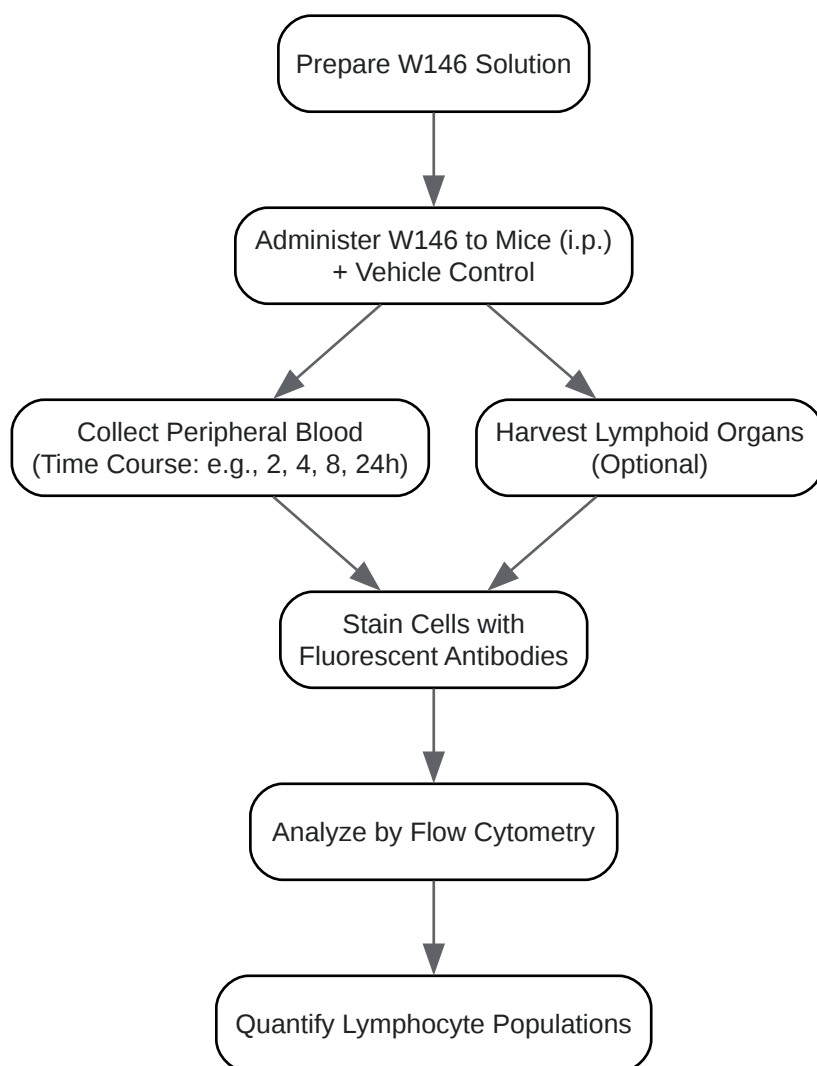 Prepare W146 Solution
Administer W146 to Mice (i.p.)
+ Vehicle Control
Collect Peripheral Blood
(Time Course: e.g., 2, 4, 8, 24h)
Harvest Lymphoid Organs
(Optional)
Stain Cells with
Fluorescent Antibodies
Analyze by Flow Cytometry
Quantify Lymphocyte Populations